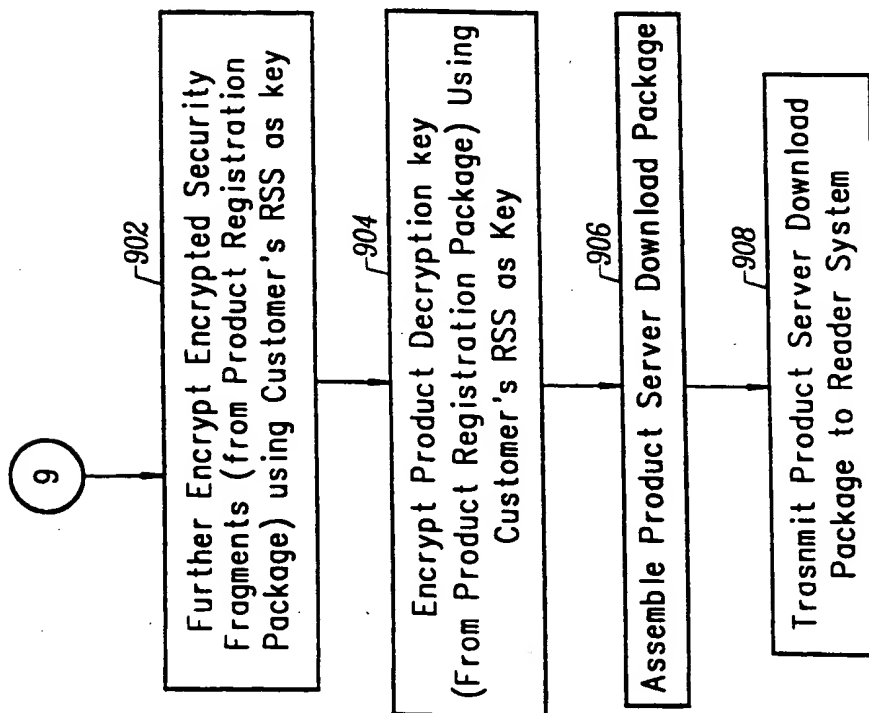 9
902
Further Encrypt Encrypted Security
Fragments (from Product Registration
Package) using Customer's RSS as key
904
Encrypt Product Decryption key
(From Product Registration Package) Using
Customer's RSS as Key
906
Assemble Product Server Download Package
908
Trasnmit Product Server Download
Package to Reader System